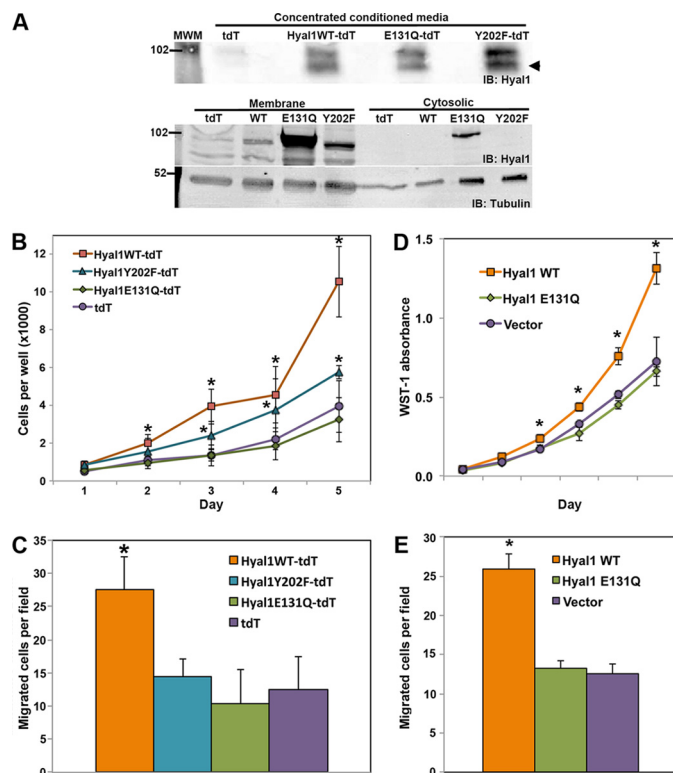 A
Concentrated conditioned media
MWM tdT Hyal1WT-tdT E131Q-tdT Y202F-tdT
102
IB: Hyal1
Membrane Cytosolic
tdT WT E131Q Y202F tdT WT E131Q Y202F
102
IB: Hyal1
52
IB: Tubulin
B
Cells per well (x1000)
12
10
8
6
4
2
0
Hyal1WT-tdT
Hyal1Y202F-tdT
Hyal1E131Q-tdT
tdT
* * * * * * *
1 2 3 4 5
Day
D
WST-1 absorbance
1.5
1.0
0.5
0.0
Hyal1 WT
Hyal1 E131Q
Vector
* * * *
Day
C
Migrated cells per field
35
30
25
20
15
10
5
0
*
Hyal1WT-tdT
Hyal1Y202F-tdT
Hyal1E131Q-tdT
tdT
E
Migrated cells per field
30
25
20
15
10
5
0
*
Hyal1 WT
Hyal1 E131Q
Vector